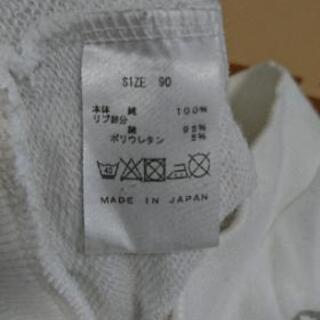 SIZE 90
本体 綿 100%
リブ部分
綿 95%
ポリウレタン 5%
40
MADE IN JAPAN